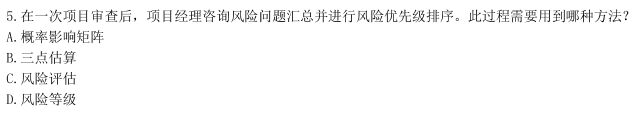 5.在一次项目审查后，项目经理咨询风险问题汇总并进行风险优先级排序。此过程需要用到哪种方法？
A.概率影响矩阵
B.三点估算
C.风险评估
D.风险等级